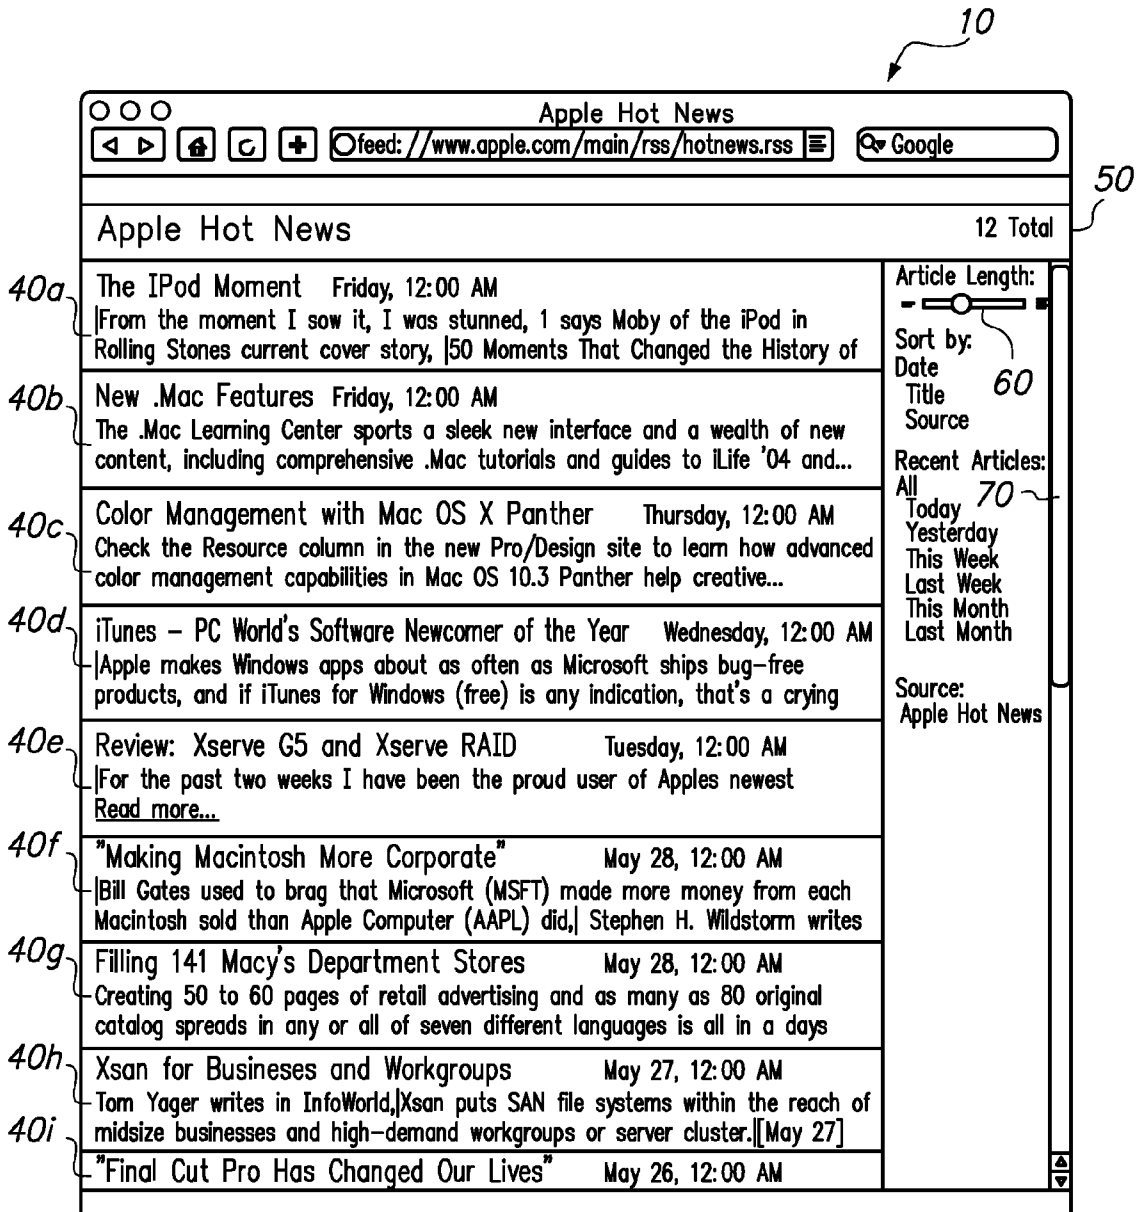 10
Apple Hot News
feed: //www.apple.com/main/rss/hotnews.rss
Google
50
Apple Hot News 12 Total
40a
The IPod Moment Friday, 12:00 AM
|From the moment I sow it, I was stunned, 1 says Moby of the iPod in
Rolling Stones current cover story, |50 Moments That Changed the History of
40b
New .Mac Features Friday, 12:00 AM
The .Mac Learning Center sports a sleek new interface and a wealth of new
content, including comprehensive .Mac tutorials and guides to iLife '04 and...
40c
Color Management with Mac OS X Panther Thursday, 12:00 AM
Check the Resource column in the new Pro/Design site to learn how advanced
color management capabilities in Mac OS 10.3 Panther help creative...
40d
iTunes – PC World's Software Newcomer of the Year Wednesday, 12:00 AM
|Apple makes Windows apps about as often as Microsoft ships bug–free
products, and if iTunes for Windows (free) is any indication, that's a crying
40e
Review: Xserve G5 and Xserve RAID Tuesday, 12:00 AM
|For the past two weeks I have been the proud user of Apples newest
Read more...
40f
"Making Macintosh More Corporate" May 28, 12:00 AM
|Bill Gates used to brag that Microsoft (MSFT) made more money from each
Macintosh sold than Apple Computer (AAPL) did,| Stephen H. Wildstorm writes
40g
Filling 141 Macy's Department Stores May 28, 12:00 AM
Creating 50 to 60 pages of retail advertising and as many as 80 original
catalog spreads in any or all of seven different languages is all in a days
40h
Xsan for Busineses and Workgroups May 27, 12:00 AM
Tom Yager writes in InfoWorld,|Xsan puts SAN file systems within the reach of
midsize businesses and high–demand workgroups or server cluster.|[May 27]
40i
"Final Cut Pro Has Changed Our Lives" May 26, 12:00 AM
Article Length:
60
Sort by:
Date
Title
Source
Recent Articles:
All
70
Today
Yesterday
This Week
Last Week
This Month
Last Month
Source:
Apple Hot News